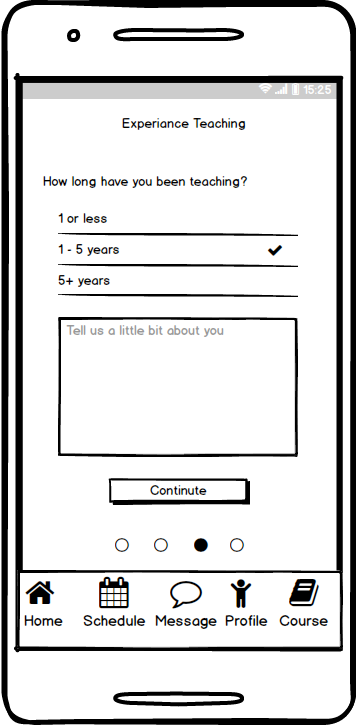 15:25
Experiance Teaching
How long have you been teaching?
1 or less
1 - 5 years
5+ years
Tell us a little bit about you
Continute
Home Schedule Message Profile Course